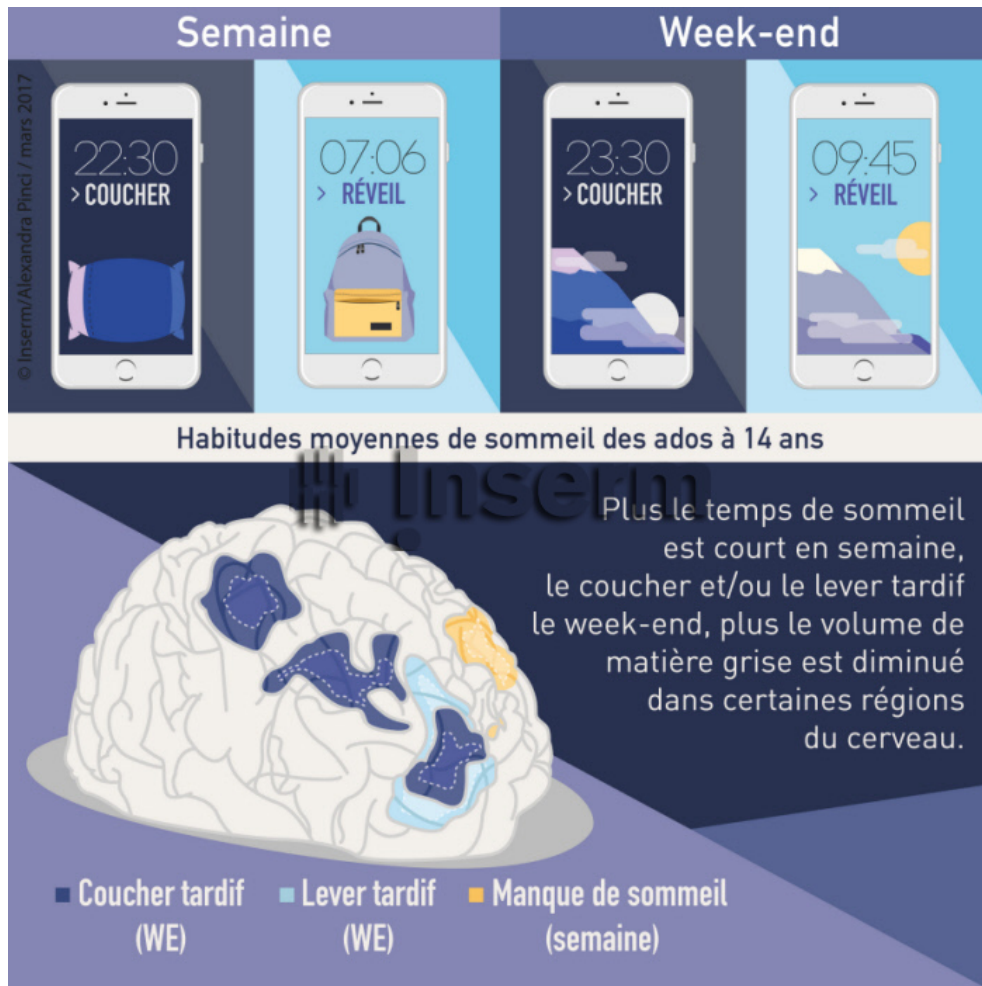 Semaine
Week-end
© Inserm/Alexandra Pinci / mars 2017
22:30
> COUCHER
07:06
> RÉVEIL
23:30
> COUCHER
09:45
> RÉVEIL
Habitudes moyennes de sommeil des ados à 14 ans
Inserm
Plus le temps de sommeil
est court en semaine,
le coucher et/ou le lever tardif
le week-end, plus le volume de
matière grise est diminué
dans certaines régions
du cerveau.
Coucher tardif
(WE)
Lever tardif
(WE)
Manque de sommeil
(semaine)